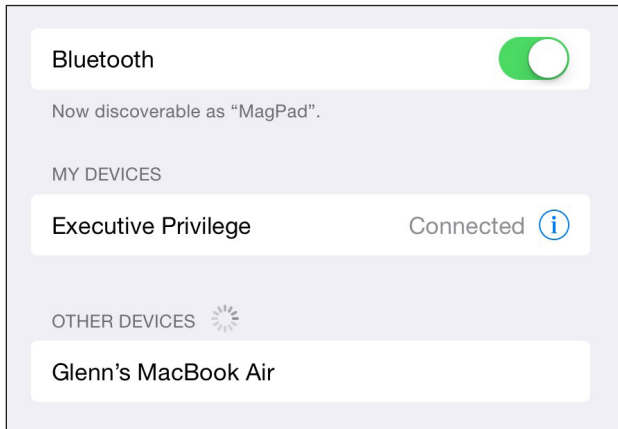 Bluetooth
Now discoverable as “MagPad”.
MY DEVICES
Executive Privilege Connected i
OTHER DEVICES
Glenn’s MacBook Air